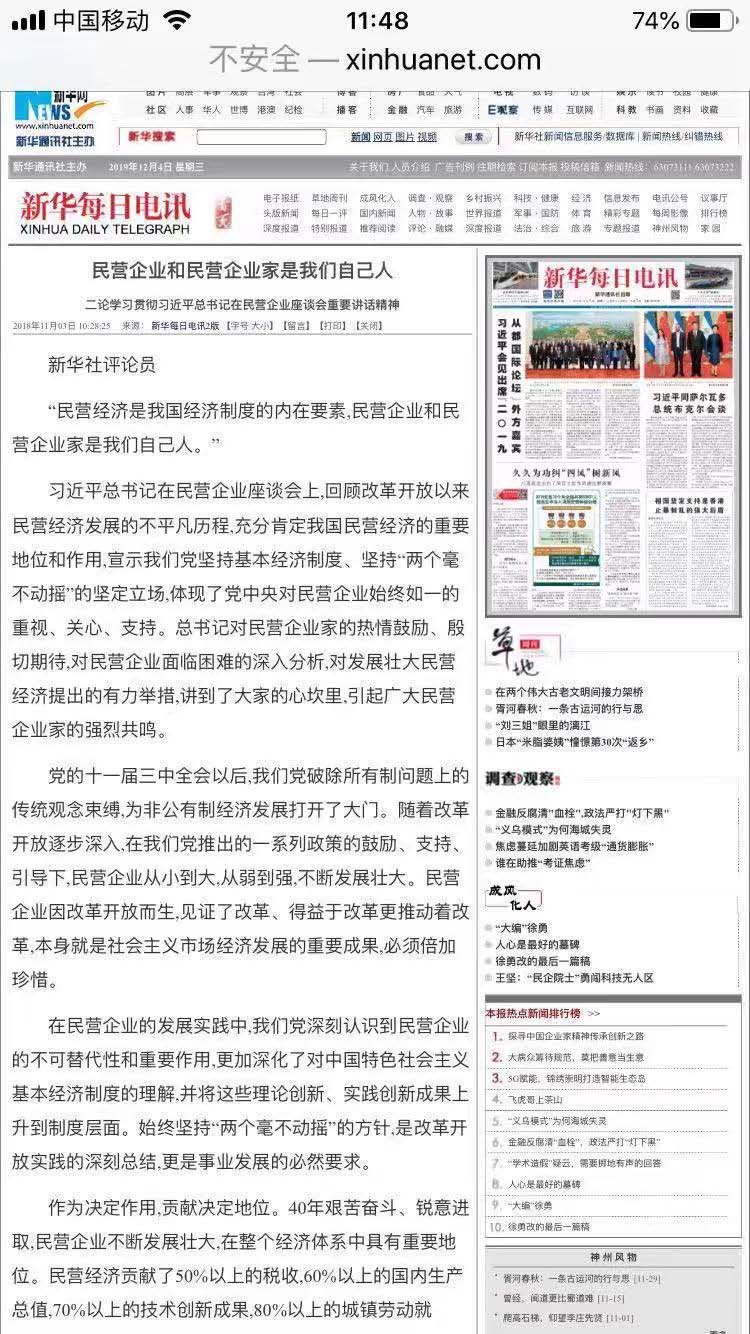 中国移动
11:48
74%
不安全 — xinhuanet.com
新华网
NEWS
www.xinhuanet.com
新华通讯社主办
社区 人事 华人 世博 港澳 纪检
播客
金融 汽车 旅游
E观察 传媒 互联网
科教 书画 资料 收藏
新华搜索
新闻 网页 图片 视频
搜索
新华社新闻信息服务/数据库 | 新闻热线/纠错热线
新华通讯社主办 2019年12月4日 星期三
关于我们 人员介绍 广告刊例 往期检索 订阅本报 投稿信箱 新闻热线：63073111 63073222
新华每日电讯
XINHUA DAILY TELEGRAPH
电子报纸 草地周刊 成风化人 调查·观察 乡村振兴 科技·健康 经济 信息发布 电讯公号 议事厅
头版新闻 每日一评 国内新闻 人物·故事 世界报道 军事·国防 体育 精彩专题 每周影像 排行榜
深度报道 特别报道 推荐阅读 评论·融媒 深度报道 法治·综合 旅游 专题报道 神州风物 家园
民营企业和民营企业家是我们自己人
二论学习贯彻习近平总书记在民营企业座谈会重要讲话精神
2018年11月03日 10:28:25 来源： 新华每日电讯2版 【字号 大小】【留言】【打印】【关闭】
新华社评论员
“民营经济是我国经济制度的内在要素,民营企业和民
营企业家是我们自己人。”
习近平总书记在民营企业座谈会上,回顾改革开放以来
民营经济发展的不平凡历程,充分肯定我国民营经济的重要
地位和作用,宣示我们党坚持基本经济制度、坚持“两个毫
不动摇”的坚定立场,体现了党中央对民营企业始终如一的
重视、关心、支持。总书记对民营企业家的热情鼓励、殷
切期待,对民营企业面临困难的深入分析,对发展壮大民营
经济提出的有力举措,讲到了大家的心坎里,引起广大民营
企业家的强烈共鸣。
党的十一届三中全会以后,我们党破除所有制问题上的
传统观念束缚,为非公有制经济发展打开了大门。随着改革
开放逐步深入,在我们党推出的一系列政策的鼓励、支持、
引导下,民营企业从小到大,从弱到强,不断发展壮大。民营
企业因改革开放而生,见证了改革、得益于改革更推动着改
革,本身就是社会主义市场经济发展的重要成果,必须倍加
珍惜。
在民营企业的发展实践中,我们党深刻认识到民营企业
的不可替代性和重要作用,更加深化了对中国特色社会主义
基本经济制度的理解,并将这些理论创新、实践创新成果上
升到制度层面。始终坚持“两个毫不动摇”的方针,是改革开
放实践的深刻总结,更是事业发展的必然要求。
作为决定作用,贡献决定地位。40年艰苦奋斗、锐意进
取,民营企业不断发展壮大,在整个经济体系中具有重要地
位。民营经济贡献了50%以上的税收,60%以上的国内生产
总值,70%以上的技术创新成果,80%以上的城镇劳动就
新华每日电讯
习近平会见出席“二〇一九
从都国际论坛”外方嘉宾
习近平同萨尔瓦多
总统布克尔会谈
久久为功纠“四风”树新风
祖国坚定支持是香港
止暴制乱的强大后盾
草地
周刊
在两个伟大古老文明间接力架桥
胥河春秋：一条古运河的行与思
“刘三姐”眼里的漓江
日本“米脂婆姨”憧憬第30次“返乡”
调查观察
金融反腐清“血栓”,政法严打“灯下黑”
“义乌模式”为何海城失灵
焦虑蔓延加剧英语考级“通货膨胀”
谁在助推“考证焦虑”
成风
化人
“大编”徐勇
人心是最好的墓碑
徐勇改的最后一篇稿
王坚：“民企院士”勇闯科技无人区
本报热点新闻排行榜 >>
1. 探寻中国企业家精神传承创新之路
2. 大病众筹待规范，莫把善意当生意
3. 5G赋能，锦绣崇明打造智能生态岛
4. 飞虎哥上茶山
5. “义乌模式”为何海城失灵
6. 金融反腐清“血栓”，政法严打“灯下黑”
7. “学术造假”疑云，需要掷地有声的回答
8. 人心是最好的墓碑
9. “大编”徐勇
10. 徐勇改的最后一篇稿
神州风物
胥河春秋：一条古运河的行与思 [11-29]
曾经，闽道更比蜀道难 [11-15]
爬高石梯，仰望李庄先贤 [11-01]